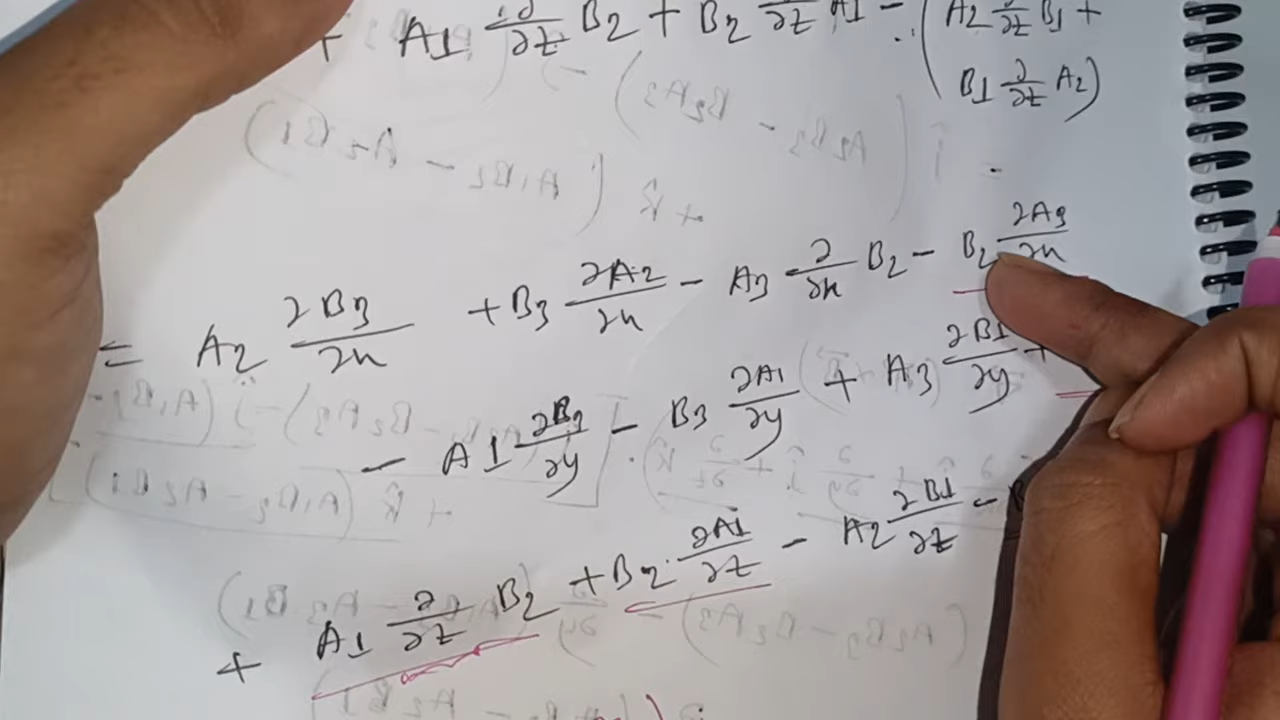 + A1 ∂/∂z B2 + B2 ∂/∂z A1 - (A2 ∂/∂z B1 +
B1 ∂/∂z A2)
= A2 ∂B3/∂x + B3 ∂A2/∂x - A3 ∂/∂x B2 - B2 ∂A3/∂x
- A1 ∂B3/∂y - B3 ∂A1/∂y + A3 ∂B1/∂y +
+ A1 ∂/∂z B2 + B2 ∂A1/∂z - A2 ∂B1/∂z -